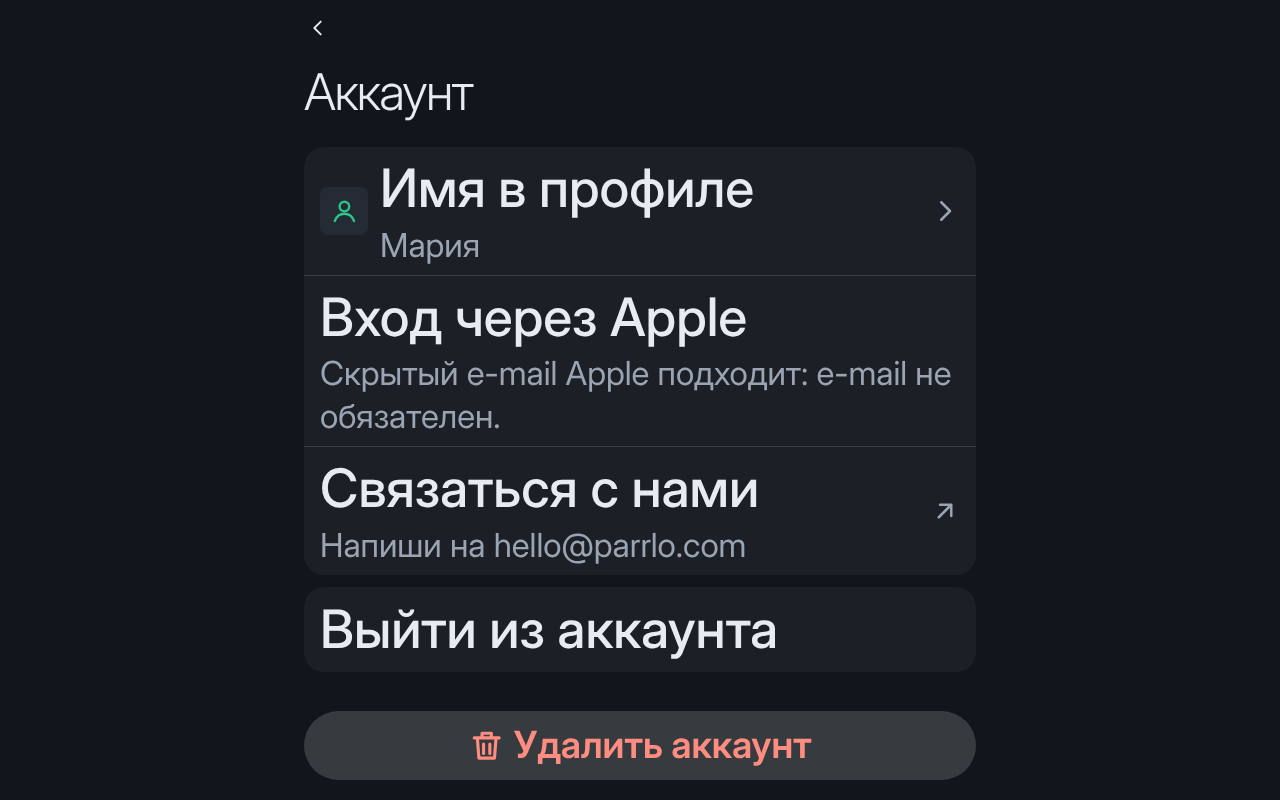 Аккаунт
Имя в профиле
Мария
Вход через Apple
Скрытый e-mail Apple подходит: e-mail не
обязателен.
Связаться с нами
Напиши на hello@parrlo.com
Выйти из аккаунта
Удалить аккаунт